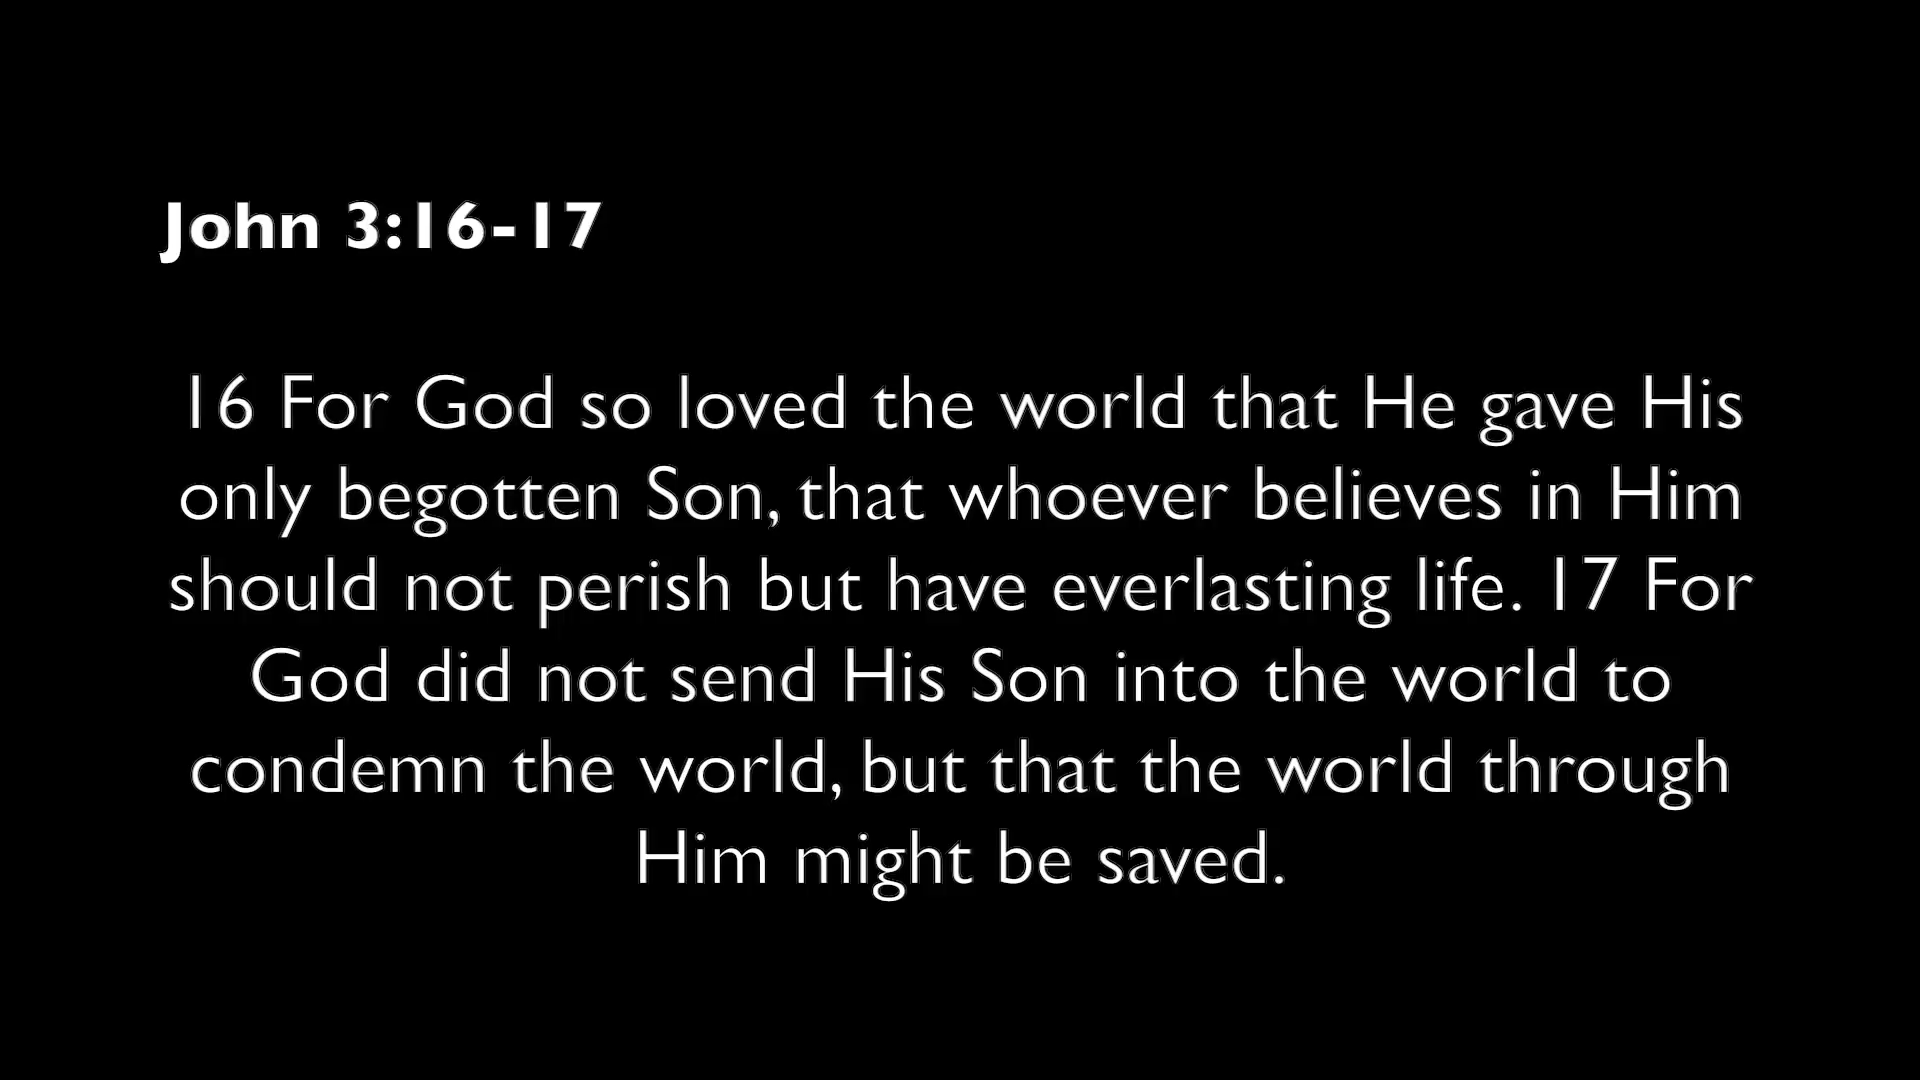 John 3:16-17
16 For God so loved the world that He gave His
only begotten Son, that whoever believes in Him
should not perish but have everlasting life. 17 For
God did not send His Son into the world to
condemn the world, but that the world through
Him might be saved.